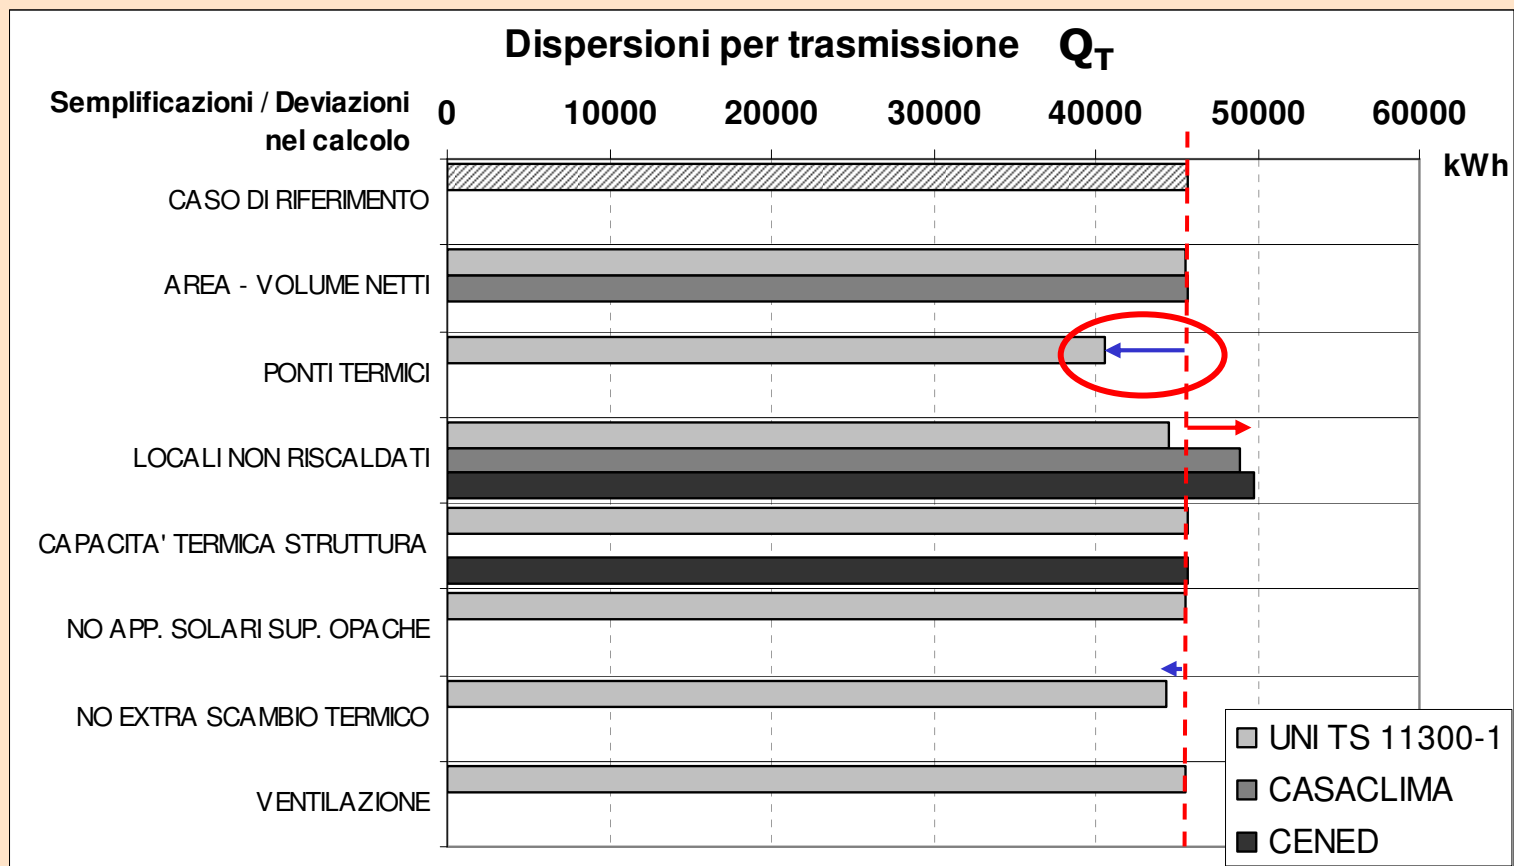 Dispersioni per trasmissione QT
Semplificazioni / Deviazioni
nel calcolo
0 10000 20000 30000 40000 50000 60000
kWh
CASO DI RIFERIMENTO
AREA - VOLUME NETTI
PONTI TERMICI
LOCALI NON RISCALDATI
CAPACITA' TERMICA STRUTTURA
NO APP. SOLARI SUP. OPACHE
NO EXTRA SCAMBIO TERMICO
VENTILAZIONE
UNI TS 11300-1
CASACLIMA
CENED